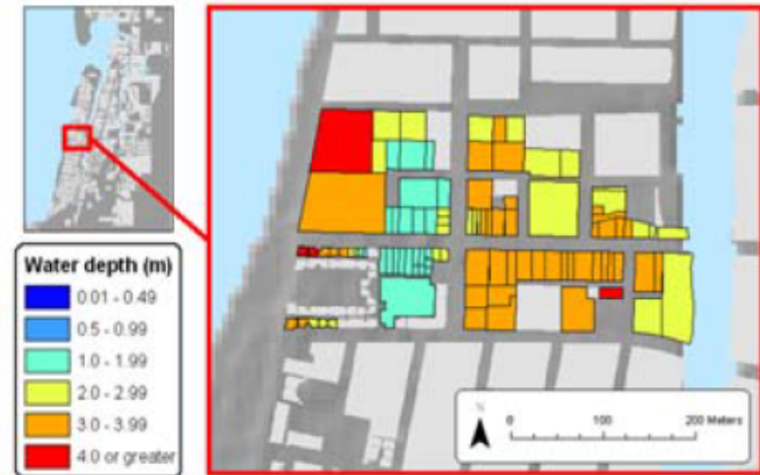 Water depth (m)
0.01 - 0.49
0.5 - 0.99
1.0 - 1.99
2.0 - 2.99
3.0 - 3.99
4.0 or greater
N
0 100 200 Meters